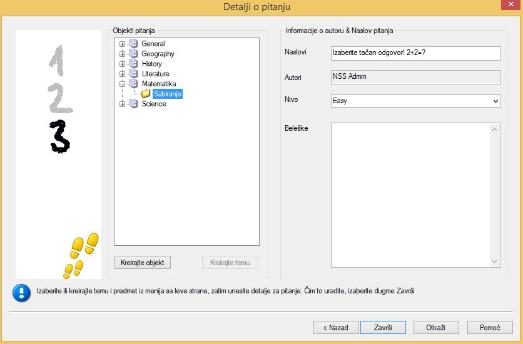 Detalji o pitanju
1
2
3
Objekti pitanja
General
Geography
History
Literature
Matematika
Sabiranje
Science
Kreirajte objekt
Kreirajte temu
Informacije o autoru & Naslov pitanja
Naslovi
Izaberite tačan odgovor! 2+2=?
Autori
NSS Admin
Nivo
Easy
Beleške
Izaberite ili kreirajte temu i predmet iz menija sa leve strane, zatim unesite detalje za pitanje. Čim to uradite, izaberite dugme Završi
< Nazad
Završi
Otkaži
Pomoć